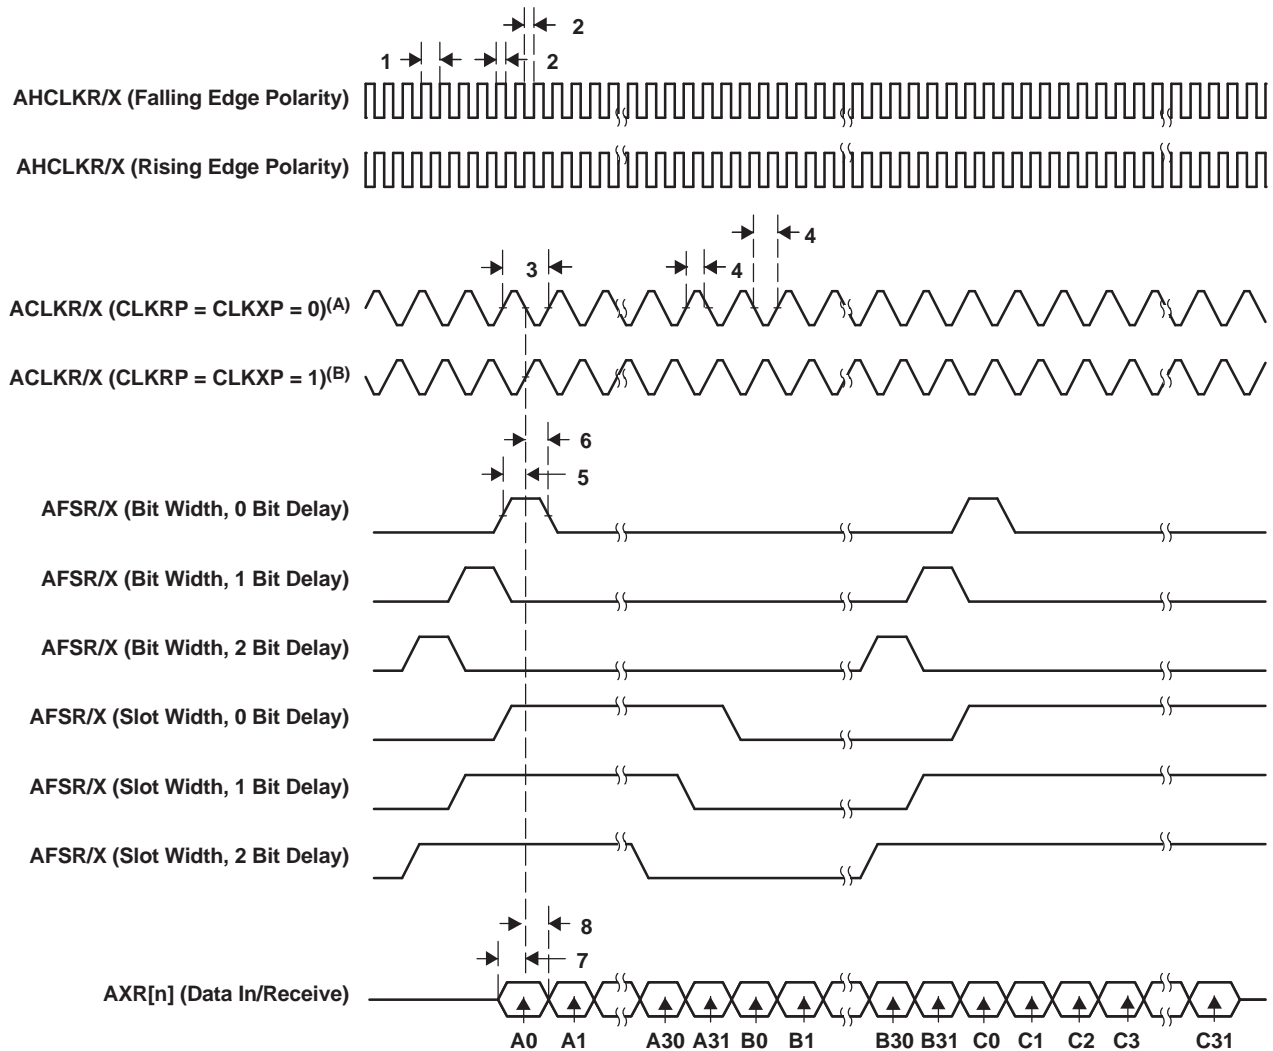 2
1
2
AHCLKR/X (Falling Edge Polarity)
AHCLKR/X (Rising Edge Polarity)
4
3
4
ACLKR/X (CLKRP = CLKXP = 0)(A)
ACLKR/X (CLKRP = CLKXP = 1)(B)
6
5
AFSR/X (Bit Width, 0 Bit Delay)
AFSR/X (Bit Width, 1 Bit Delay)
AFSR/X (Bit Width, 2 Bit Delay)
AFSR/X (Slot Width, 0 Bit Delay)
AFSR/X (Slot Width, 1 Bit Delay)
AFSR/X (Slot Width, 2 Bit Delay)
8
7
AXR[n] (Data In/Receive)
A0 A1 A30 A31 B0 B1 B30 B31 C0 C1 C2 C3 C31